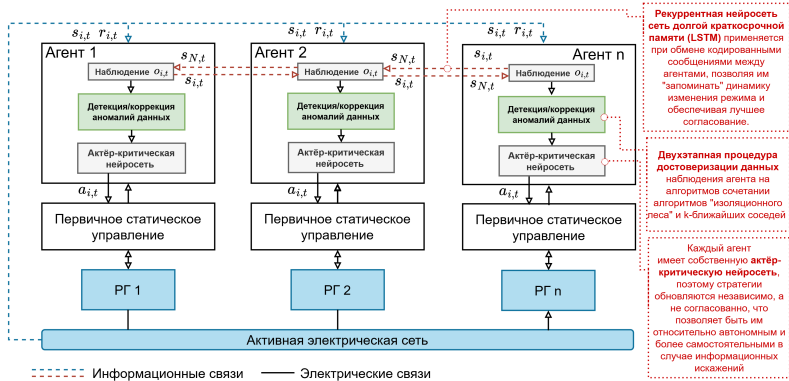 s_{i,t} r_{i,t}
s_{i,t} r_{i,t}
s_{i,t} r_{i,t}
Агент 1
Агент 2
Агент n
s_{N,t}
s_{N,t}
s_{i,t}
Наблюдение o_{i,t}
Наблюдение o_{i,t}
Наблюдение o_{i,t}
s_{i,t}
s_{i,t}
s_{N,t}
Детекция/коррекция
аномалий данных
Детекция/коррекция
аномалий данных
Детекция/коррекция
аномалий данных
Актёр-критическая
нейросеть
Актёр-критическая
нейросеть
Актёр-критическая
нейросеть
a_{i,t}
a_{i,t}
a_{i,t}
Первичное статическое
управление
Первичное статическое
управление
Первичное статическое
управление
РГ 1
РГ 2
РГ n
Активная электрическая сеть
Информационные связи
Электрические связи
Рекуррентная нейросеть
сеть долгой краткосрочной
памяти (LSTM) применяется
при обмене кодированными
сообщениями между
агентами, позволяя им
"запоминать" динамику
изменения режима и
обеспечивая лучшее
согласование.
Двухэтапная процедура
достоверизации данных
наблюдения агента на
алгоритмов сочетании
алгоритмов "изоляционного
леса" и k-ближайших соседей
Каждый агент
имеет собственную актёр-
критическую нейросеть,
поэтому стратегии
обновляются независимо, а
не согласованно, что
позволяет быть им
относительно автономным и
более самостоятельными в
случае информационных
искажений